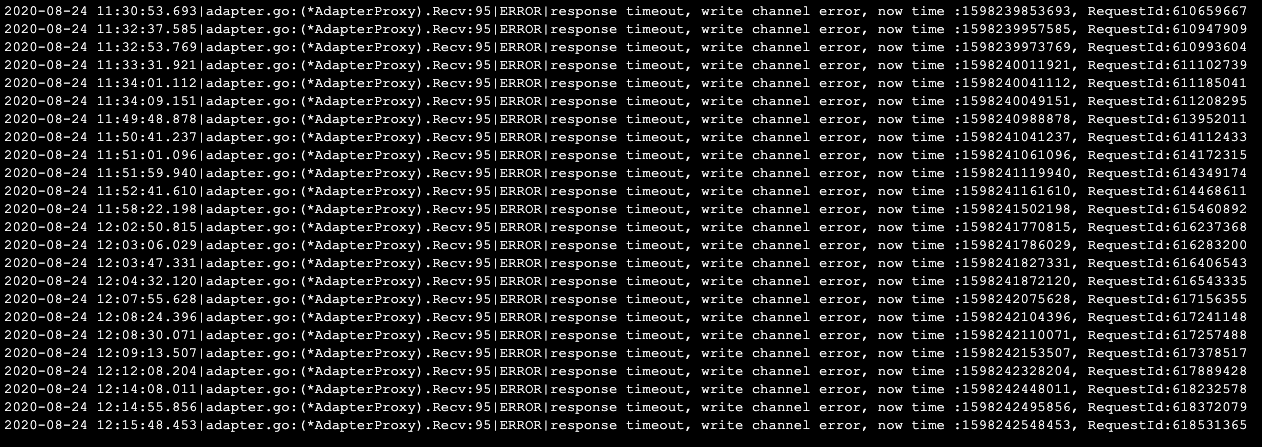 2020-08-24 11:30:53.693|adapter.go:(*AdapterProxy).Recv:95|ERROR|response timeout, write channel error, now time :1598239853693, RequestId:610659667
2020-08-24 11:32:37.585|adapter.go:(*AdapterProxy).Recv:95|ERROR|response timeout, write channel error, now time :1598239957585, RequestId:610947909
2020-08-24 11:32:53.769|adapter.go:(*AdapterProxy).Recv:95|ERROR|response timeout, write channel error, now time :1598239973769, RequestId:610993604
2020-08-24 11:33:31.921|adapter.go:(*AdapterProxy).Recv:95|ERROR|response timeout, write channel error, now time :1598240011921, RequestId:611102739
2020-08-24 11:34:01.112|adapter.go:(*AdapterProxy).Recv:95|ERROR|response timeout, write channel error, now time :1598240041112, RequestId:611185041
2020-08-24 11:34:09.151|adapter.go:(*AdapterProxy).Recv:95|ERROR|response timeout, write channel error, now time :1598240049151, RequestId:611208295
2020-08-24 11:49:48.878|adapter.go:(*AdapterProxy).Recv:95|ERROR|response timeout, write channel error, now time :1598240988878, RequestId:613952011
2020-08-24 11:50:41.237|adapter.go:(*AdapterProxy).Recv:95|ERROR|response timeout, write channel error, now time :1598241041237, RequestId:614112433
2020-08-24 11:51:01.096|adapter.go:(*AdapterProxy).Recv:95|ERROR|response timeout, write channel error, now time :1598241061096, RequestId:614172315
2020-08-24 11:51:59.940|adapter.go:(*AdapterProxy).Recv:95|ERROR|response timeout, write channel error, now time :1598241119940, RequestId:614349174
2020-08-24 11:52:41.610|adapter.go:(*AdapterProxy).Recv:95|ERROR|response timeout, write channel error, now time :1598241161610, RequestId:614468611
2020-08-24 11:58:22.198|adapter.go:(*AdapterProxy).Recv:95|ERROR|response timeout, write channel error, now time :1598241502198, RequestId:615460892
2020-08-24 12:02:50.815|adapter.go:(*AdapterProxy).Recv:95|ERROR|response timeout, write channel error, now time :1598241770815, RequestId:616237368
2020-08-24 12:03:06.029|adapter.go:(*AdapterProxy).Recv:95|ERROR|response timeout, write channel error, now time :1598241786029, RequestId:616283200
2020-08-24 12:03:47.331|adapter.go:(*AdapterProxy).Recv:95|ERROR|response timeout, write channel error, now time :1598241827331, RequestId:616406543
2020-08-24 12:04:32.120|adapter.go:(*AdapterProxy).Recv:95|ERROR|response timeout, write channel error, now time :1598241872120, RequestId:616543335
2020-08-24 12:07:55.628|adapter.go:(*AdapterProxy).Recv:95|ERROR|response timeout, write channel error, now time :1598242075628, RequestId:617156355
2020-08-24 12:08:24.396|adapter.go:(*AdapterProxy).Recv:95|ERROR|response timeout, write channel error, now time :1598242104396, RequestId:617241148
2020-08-24 12:08:30.071|adapter.go:(*AdapterProxy).Recv:95|ERROR|response timeout, write channel error, now time :1598242110071, RequestId:617257488
2020-08-24 12:09:13.507|adapter.go:(*AdapterProxy).Recv:95|ERROR|response timeout, write channel error, now time :1598242153507, RequestId:617378517
2020-08-24 12:12:08.204|adapter.go:(*AdapterProxy).Recv:95|ERROR|response timeout, write channel error, now time :1598242328204, RequestId:617889428
2020-08-24 12:14:08.011|adapter.go:(*AdapterProxy).Recv:95|ERROR|response timeout, write channel error, now time :1598242448011, RequestId:618232578
2020-08-24 12:14:55.856|adapter.go:(*AdapterProxy).Recv:95|ERROR|response timeout, write channel error, now time :1598242495856, RequestId:618372079
2020-08-24 12:15:48.453|adapter.go:(*AdapterProxy).Recv:95|ERROR|response timeout, write channel error, now time :1598242548453, RequestId:618531365